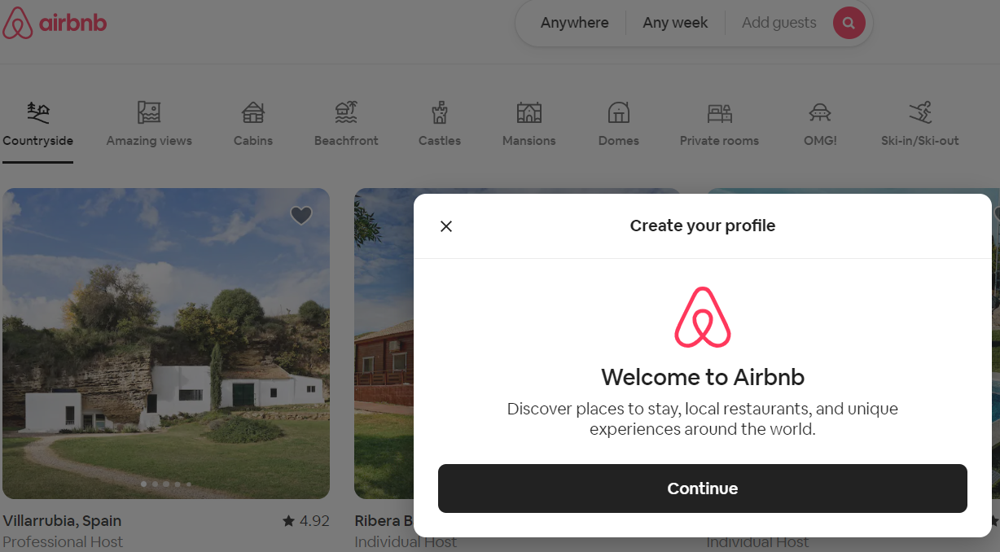 airbnb
Anywhere
Any week
Add guests
Countryside
Amazing views
Cabins
Beachfront
Castles
Mansions
Domes
Private rooms
OMG!
Ski-in/Ski-out
Create your profile
Welcome to Airbnb
Discover places to stay, local restaurants, and unique
experiences around the world.
Continue
Villarrubia, Spain
4.92
Professional Host
Ribera B
Individual Host
Individual Host